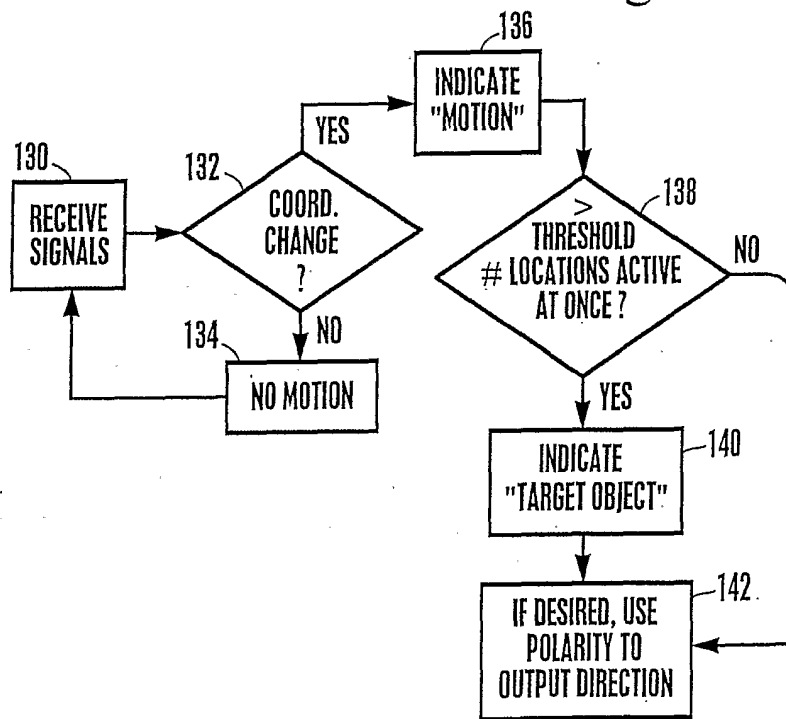 136
INDICATE
"MOTION"
YES
130
RECEIVE
SIGNALS
132
COORD.
CHANGE
?
NO
134
NO MOTION
138
>
THRESHOLD
# LOCATIONS ACTIVE
AT ONCE ?
NO
YES
140
INDICATE
"TARGET OBJECT"
142
IF DESIRED, USE
POLARITY TO
OUTPUT DIRECTION